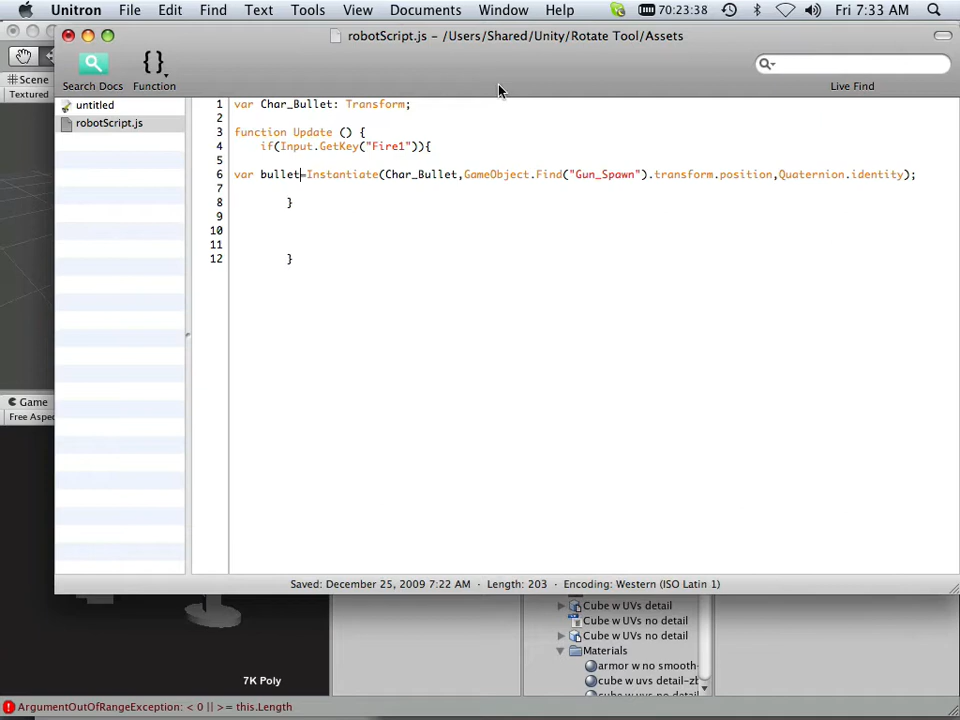 Unitron File Edit Find Text Tools Documents Window Help 70:23:38 Fri 7:33 AM
robotScript.js – /Users/Shared/Unity/Rotate Tool/Assets
Search Docs Function Live Find
Scene
Textured
untitled
robotScript.js
1 var Char_Bullet: Transform;
2
3 function Update () {
4 if(Input.GetKey("Fire1")){
5
6 var bullet=Instantiate(Char_Bullet,GameObject.Find("Gun_Spawn").transform.position,Quaternion.identity);
7
8 }
9
10
11
12 }
Game
Free Aspe
Saved: December 25, 2009 7:22 AM · Length: 203 · Encoding: Western (ISO Latin 1)
Cube w UVs detail
Cube w UVs no detail
Cube w UVs no detail
Materials
armor w no smooth-
cube w uvs detail-zb
7K Poly
ArgumentOutOfRangeException: < 0 || >= this.Length